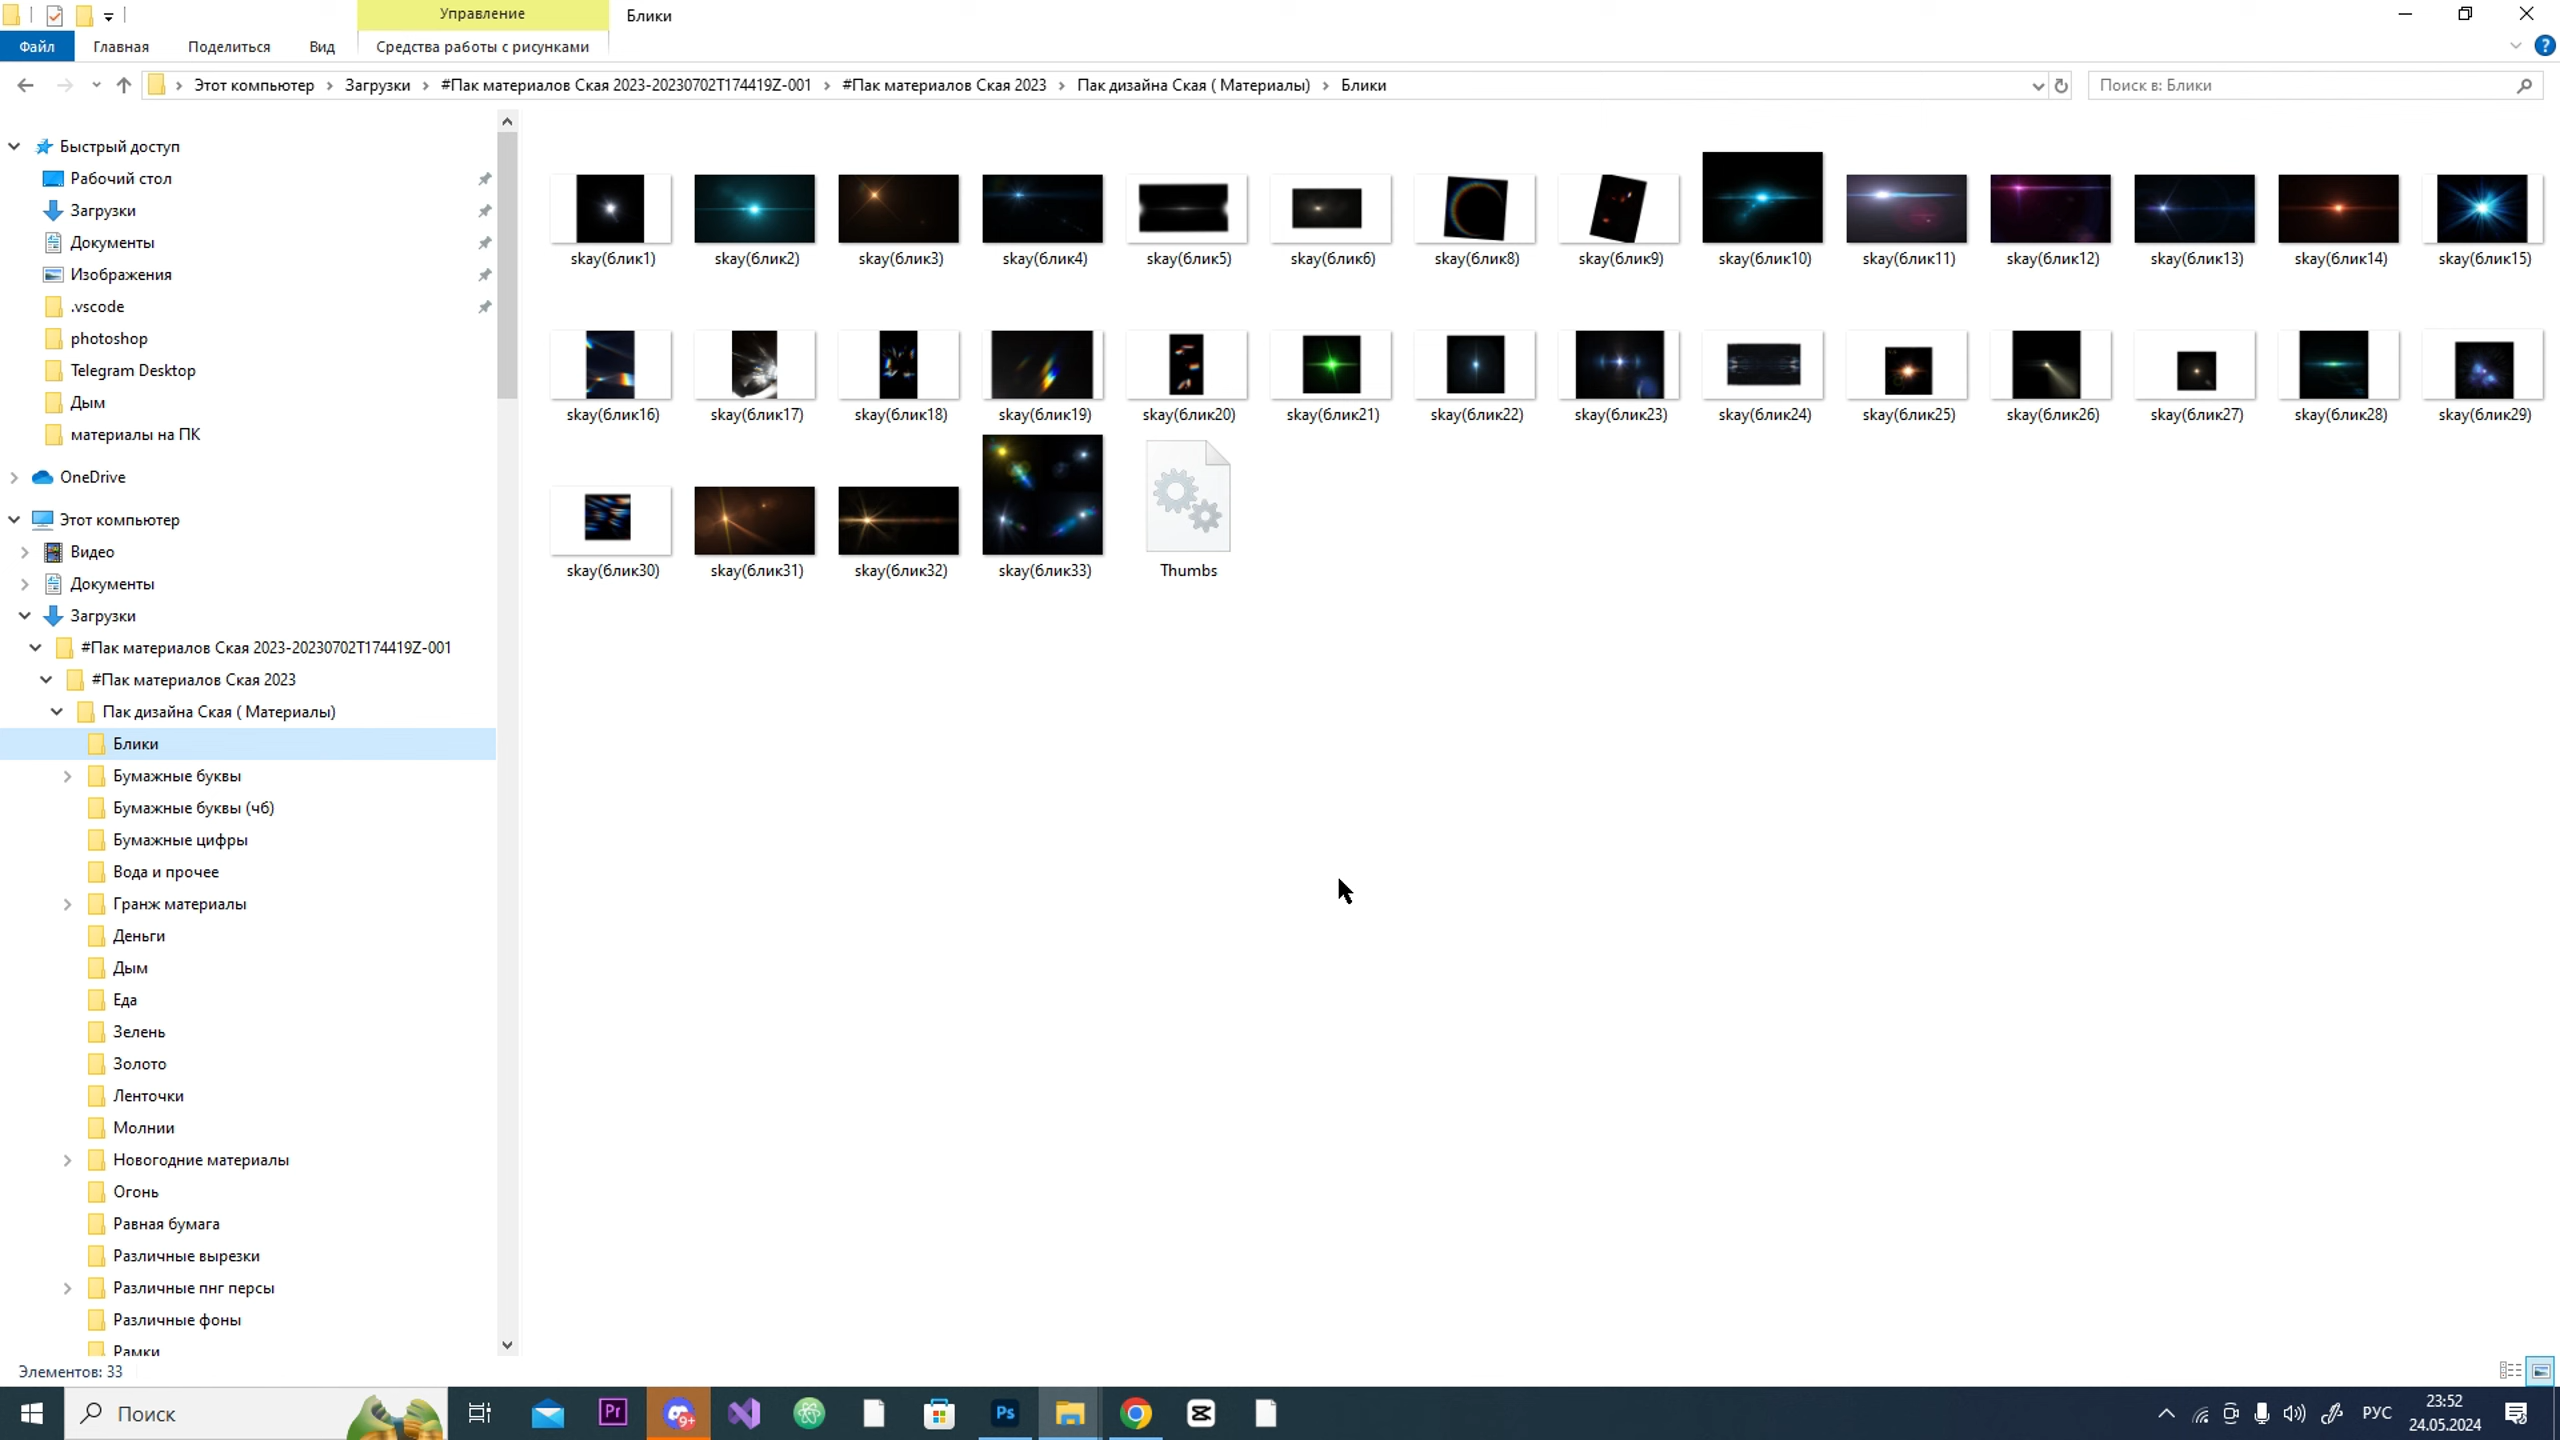 Управление
Блики
Файл
Главная
Поделиться
Вид
Средства работы с рисунками
Этот компьютер
Загрузки
#Пак материалов Ская 2023-20230702T174419Z-001
#Пак материалов Ская 2023
Пак дизайна Ская ( Материалы)
Блики
Поиск в: Блики
Быстрый доступ
Рабочий стол
Загрузки
Документы
Изображения
.vscode
photoshop
Telegram Desktop
Дым
материалы на ПК
OneDrive
Этот компьютер
Видео
Документы
Загрузки
#Пак материалов Ская 2023-20230702T174419Z-001
#Пак материалов Ская 2023
Пак дизайна Ская ( Материалы)
Блики
Бумажные буквы
Бумажные буквы (чб)
Бумажные цифры
Вода и прочее
Гранж материалы
Деньги
Дым
Еда
Зелень
Золото
Ленточки
Молнии
Новогодние материалы
Огонь
Равная бумага
Различные вырезки
Различные пнг персы
Различные фоны
Рамки
skay(блик1)
skay(блик2)
skay(блик3)
skay(блик4)
skay(блик5)
skay(блик6)
skay(блик8)
skay(блик9)
skay(блик10)
skay(блик11)
skay(блик12)
skay(блик13)
skay(блик14)
skay(блик15)
skay(блик16)
skay(блик17)
skay(блик18)
skay(блик19)
skay(блик20)
skay(блик21)
skay(блик22)
skay(блик23)
skay(блик24)
skay(блик25)
skay(блик26)
skay(блик27)
skay(блик28)
skay(блик29)
skay(блик30)
skay(блик31)
skay(блик32)
skay(блик33)
Thumbs
Элементов: 33
Поиск
Pr
9+
Ps
РУС
23:52
24.05.2024